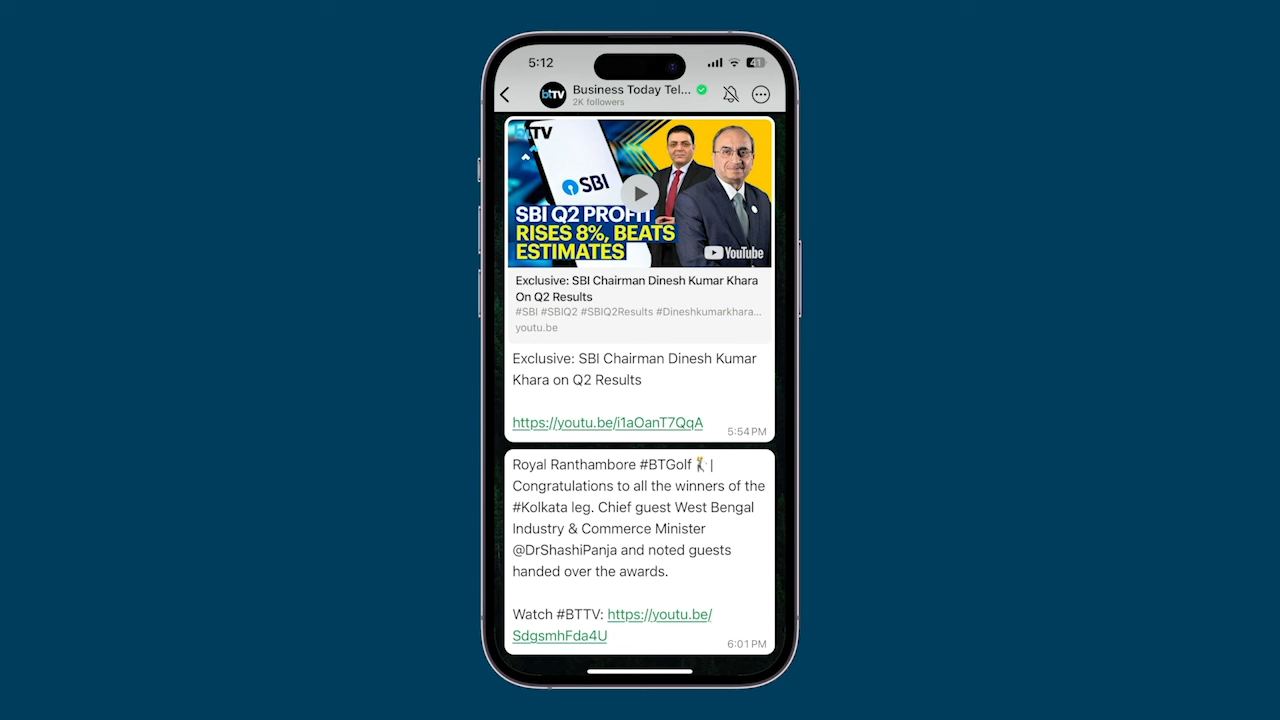 5:12
41
btTV
Business Today Tel...
2K followers
btTV
SBI
SBI Q2 PROFIT
RISES 8%, BEATS
ESTIMATES
YouTube
Exclusive: SBI Chairman Dinesh Kumar Khara
On Q2 Results
#SBI #SBIQ2 #SBIQ2Results #Dineshkumarkhara...
youtu.be
Exclusive: SBI Chairman Dinesh Kumar
Khara on Q2 Results
https://youtu.be/i1aOanT7QqA
5:54 PM
Royal Ranthambore #BTGolf🏌|
Congratulations to all the winners of the
#Kolkata leg. Chief guest West Bengal
Industry & Commerce Minister
@DrShashiPanja and noted guests
handed over the awards.
Watch #BTTV: https://youtu.be/
SdgsmhFda4U
6:01 PM